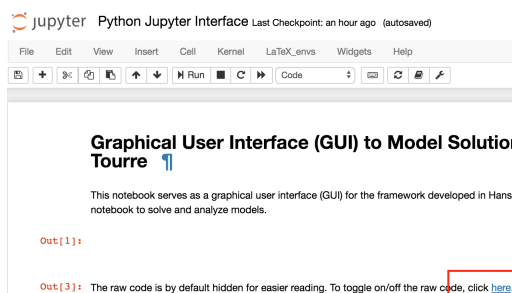 jupyter Python Jupyter Interface Last Checkpoint: an hour ago (autosaved)
File Edit View Insert Cell Kernel LaTeX_envs Widgets Help
Run Code
Graphical User Interface (GUI) to Model
Tourre ¶
This notebook serves as a graphical user interface (GUI) for the framework developed in
notebook to solve and analyze models.
Out[1]:
Out[3]: The raw code is by default hidden for easier reading. To toggle on/off the raw code, click here